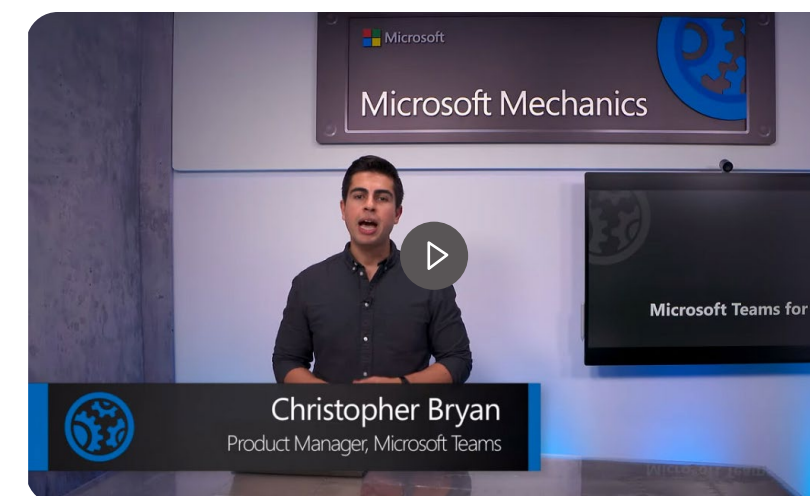 Microsoft
Microsoft Mechanics
Microsoft Teams for
Christopher Bryan
Product Manager, Microsoft Teams